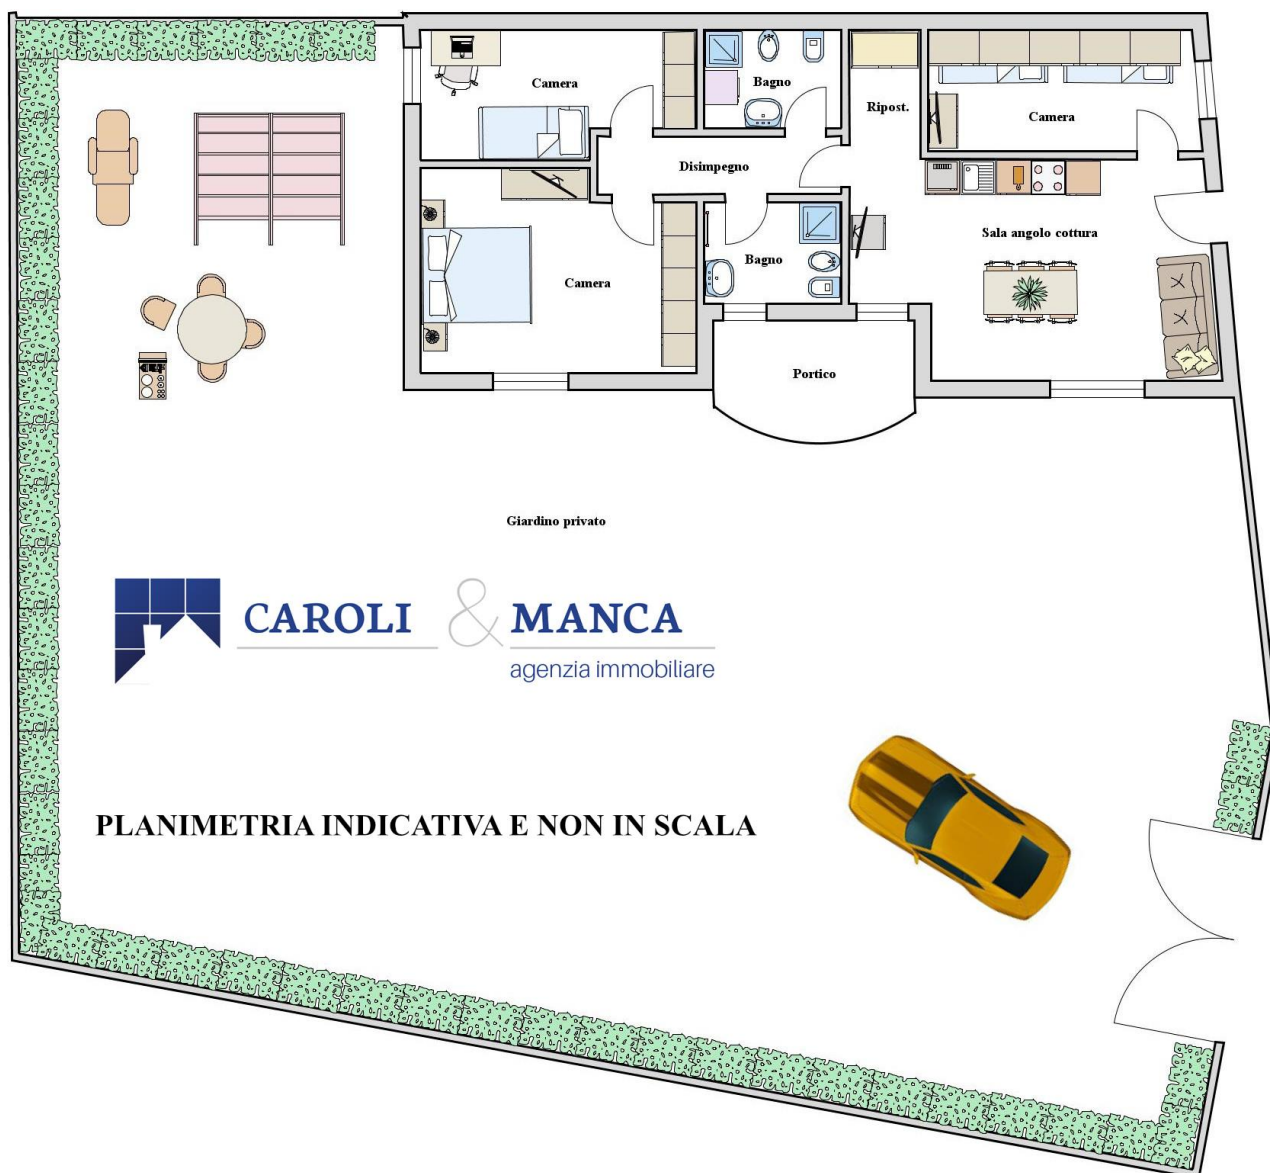 Camera
Bagno
Ripost.
Camera
Disimpegno
Sala angolo cottura
Bagno
Camera
Portico
Giardino privato
CAROLI & MANCA
agenzia immobiliare
PLANIMETRIA INDICATIVA E NON IN SCALA